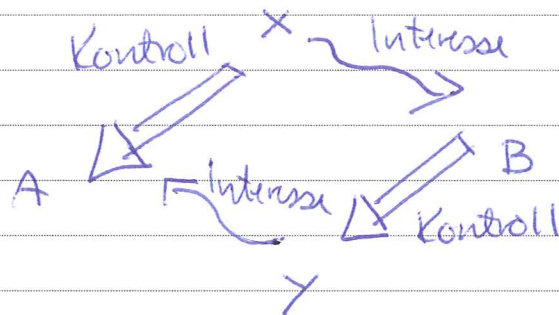 X
Kontroll Interesse
B
A Interesse
Kontroll
Y